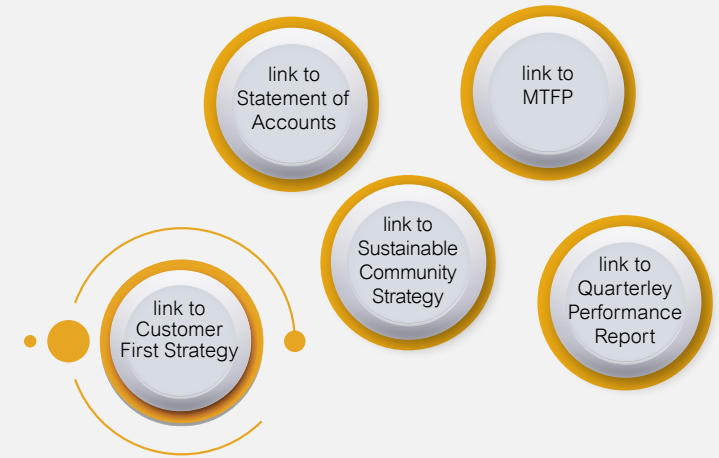 link to
Statement of
Accounts
link to
MTFP
link to
Sustainable
Community
Strategy
link to
Quarterley
Performance
Report
link to
Customer
First Strategy